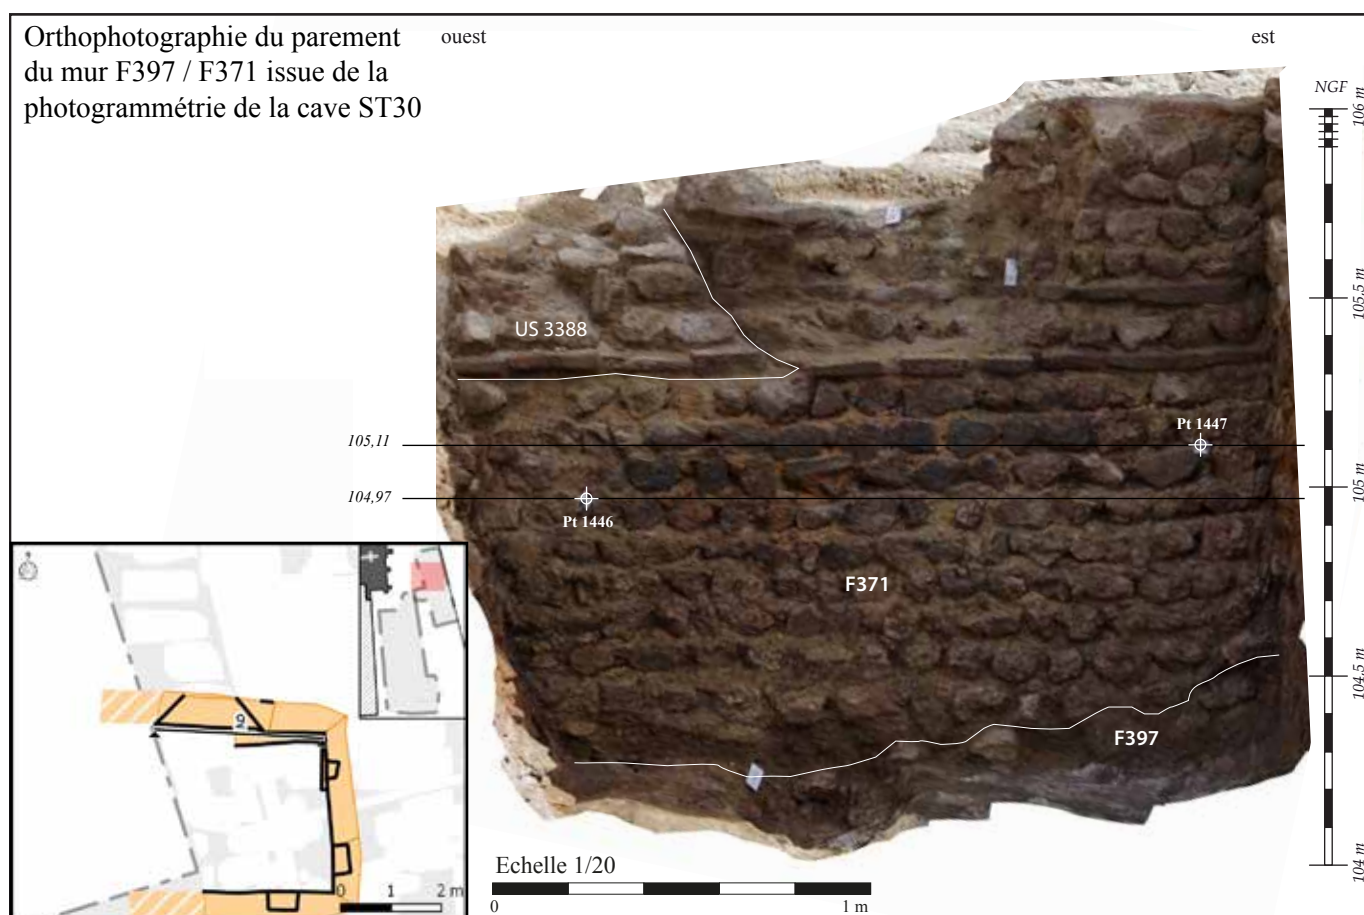 Orthophotographie du parement
du mur F397 / F371 issue de la
photogrammétrie de la cave ST30
ouest
est
NGF
106 m
105.5 m
105 m
104.5 m
104 m
US 3388
105,11
Pt 1447
104,97
Pt 1446
F371
F397
0 1 2 m
Echelle 1/20
0 1 m